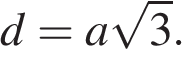 d = a√3.